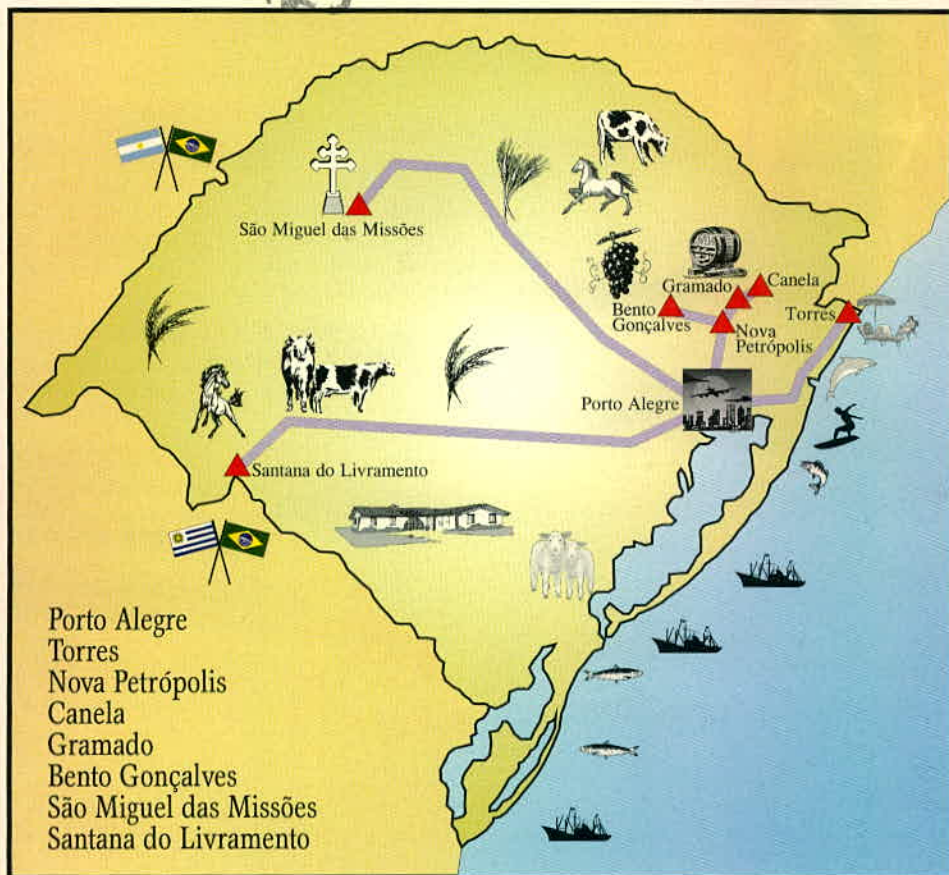 São Miguel das Missões
Canela
Gramado
Bento
Gonçalves
Torres
Nova
Petrópolis
Porto Alegre
Santana do Livramento
Porto Alegre
Torres
Nova Petrópolis
Canela
Gramado
Bento Gonçalves
São Miguel das Missões
Santana do Livramento